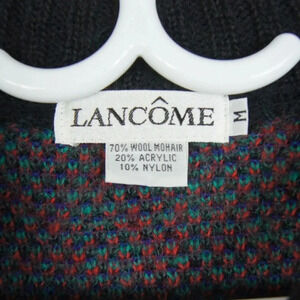 LANCÔME
M
70% WOOL MOHAIR
20% ACRYLIC
10% NYLON